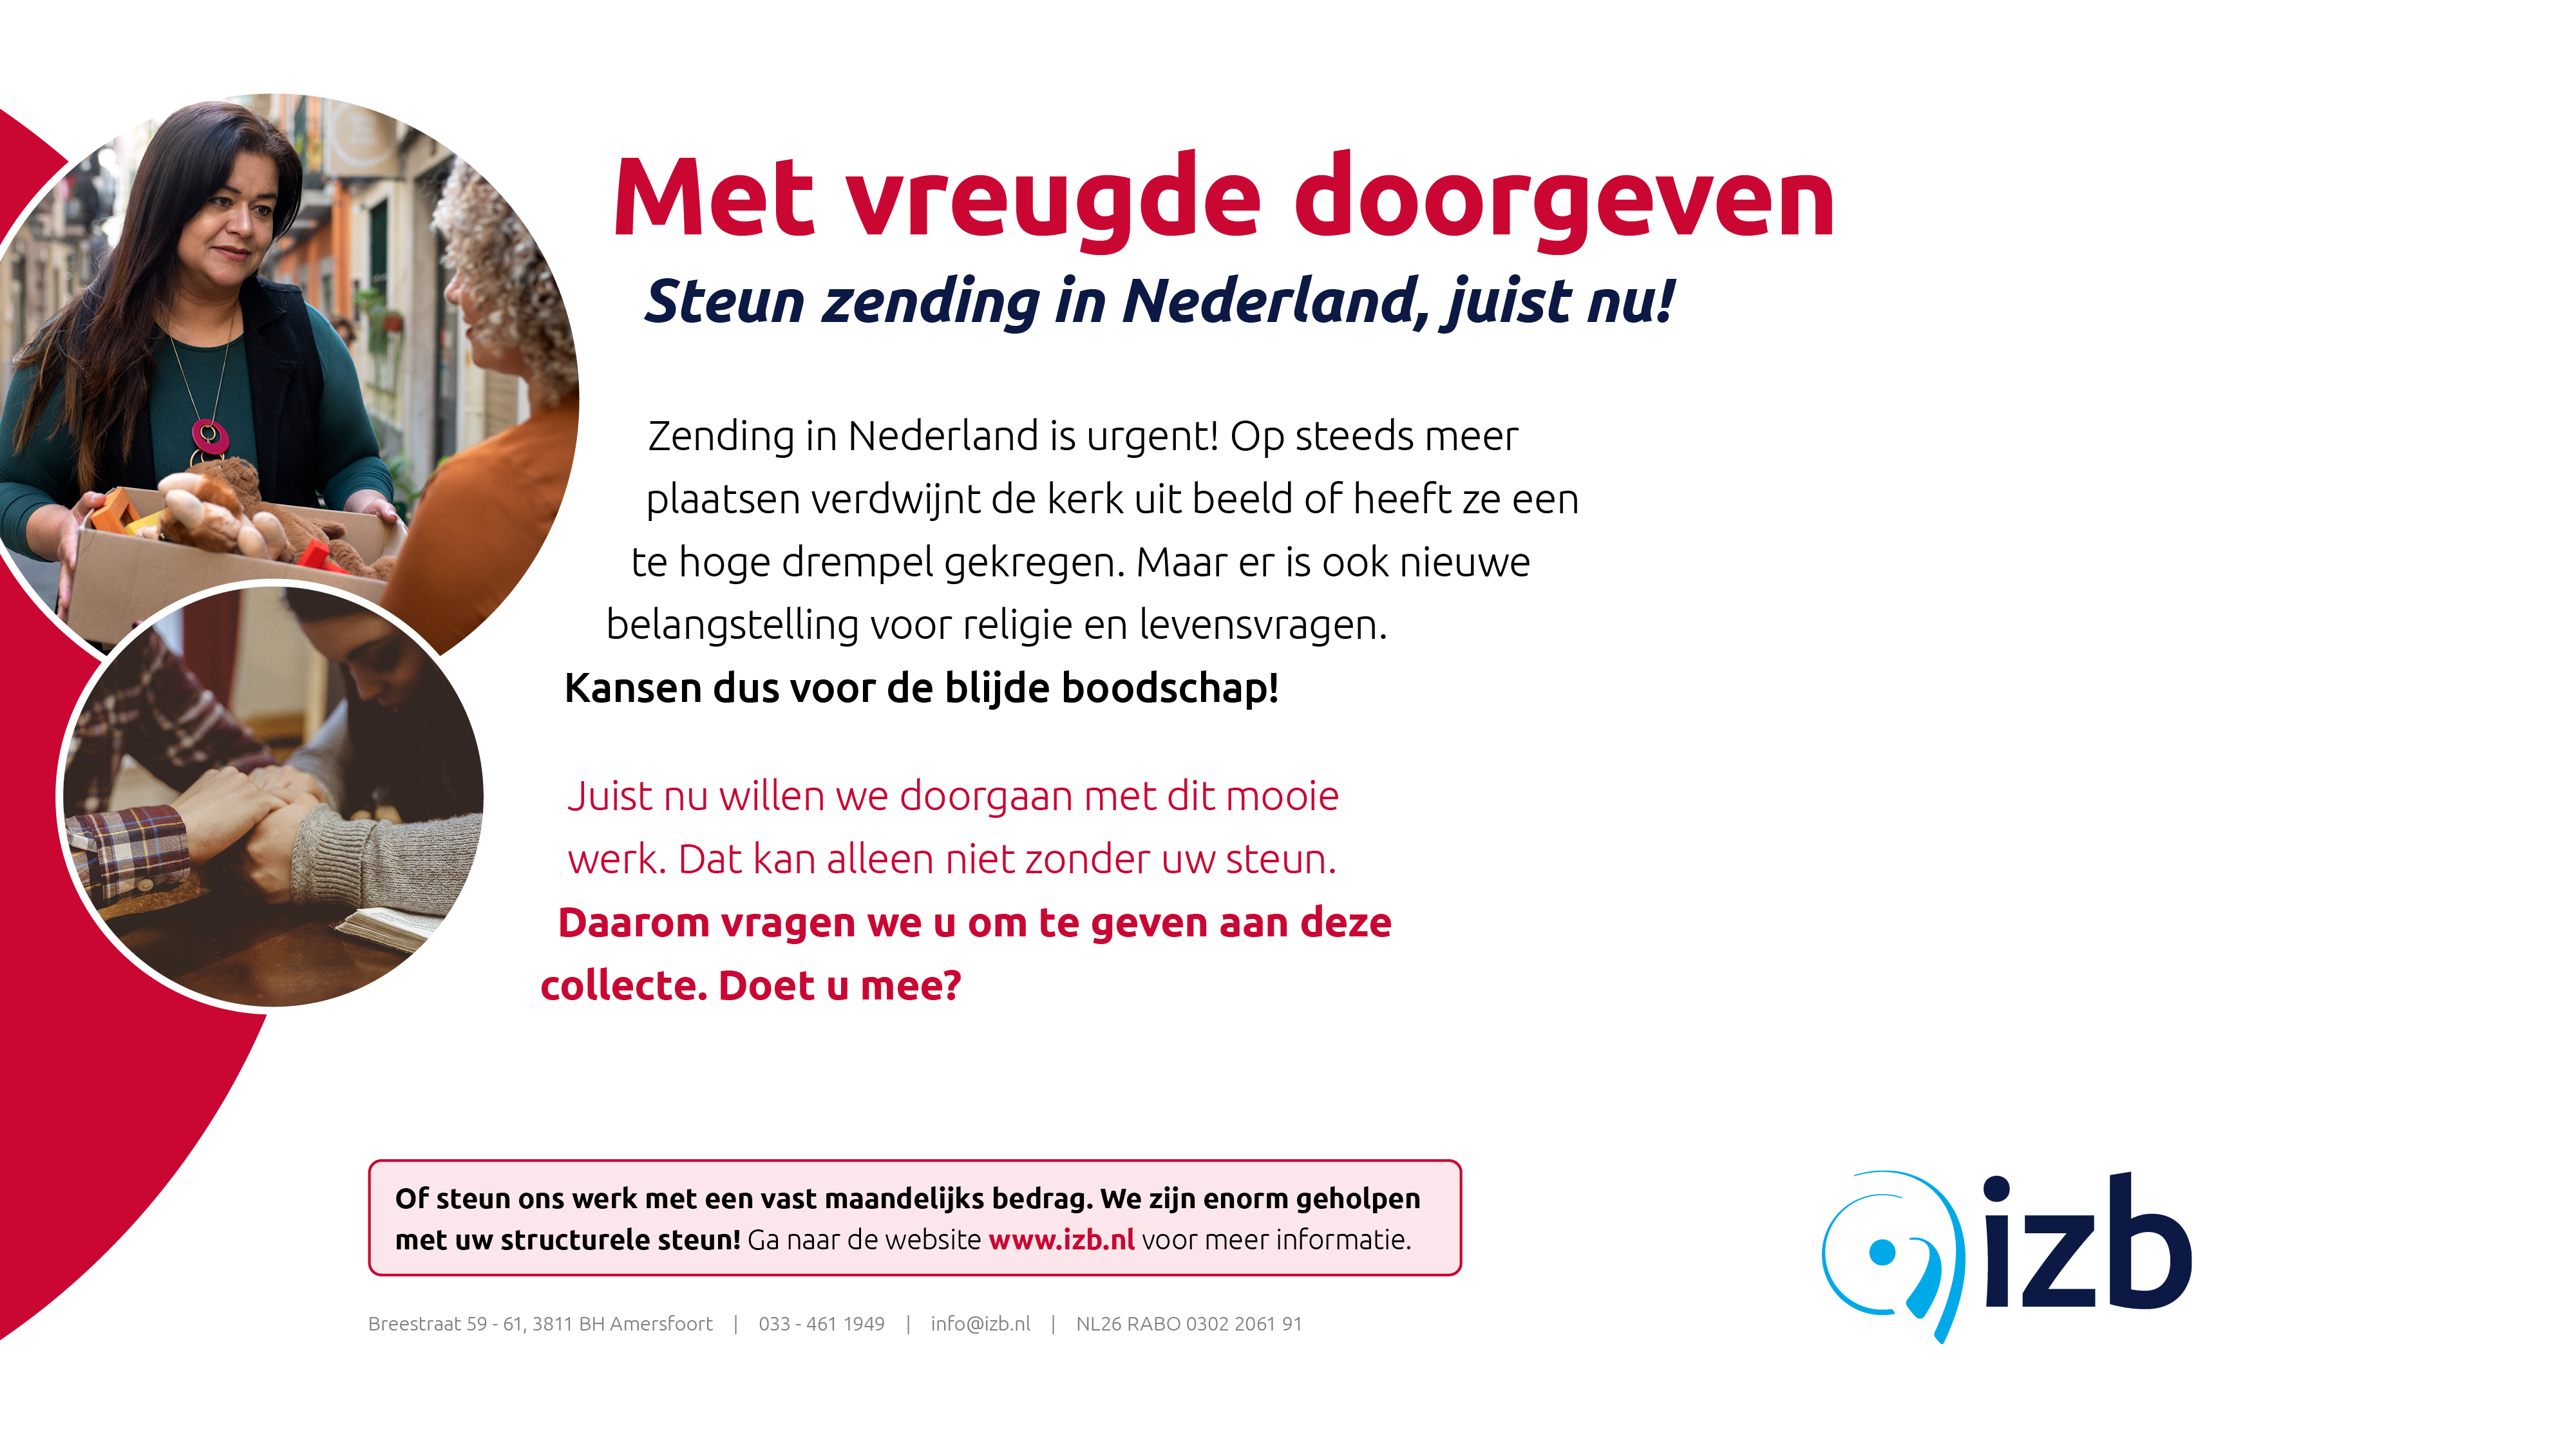 Met vreugde doorgeven
Steun zending in Nederland, juist nu!
Zending in Nederland is urgent! Op steeds meer
plaatsen verdwijnt de kerk uit beeld of heeft ze een
te hoge drempel gekregen. Maar er is ook nieuwe
belangstelling voor religie en levensvragen.
Kansen dus voor de blijde boodschap!
Juist nu willen we doorgaan met dit mooie
werk. Dat kan alleen niet zonder uw steun.
Daarom vragen we u om te geven aan deze
collecte. Doet u mee?
Of steun ons werk met een vast maandelijks bedrag. We zijn enorm geholpen
met uw structurele steun! Ga naar de website www.izb.nl voor meer informatie.
Breestraat 59 - 61, 3811 BH Amersfoort | 033 - 461 1949 | info@izb.nl | NL26 RABO 0302 2061 91
izb